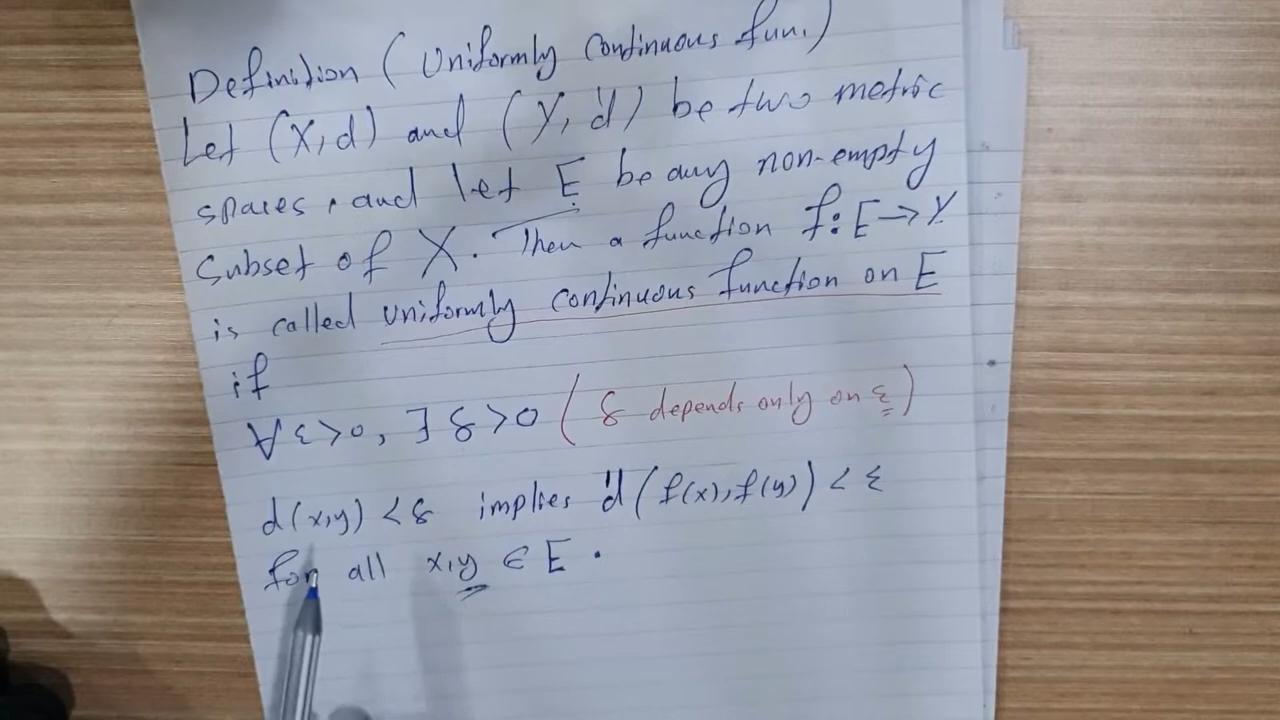 Definition (Uniformly Continuous fun.)
Let (X,d) and (Y,d') be two metric
spaces, and let E be any non-empty
subset of X. Then a function f: E → Y
is called uniformly continuous function on E
if
∀ ε>0, ∃ δ>0 (δ depends only on ε)
d(x,y) < δ implies d'(f(x),f(y)) < ε
for all x,y ∈ E.